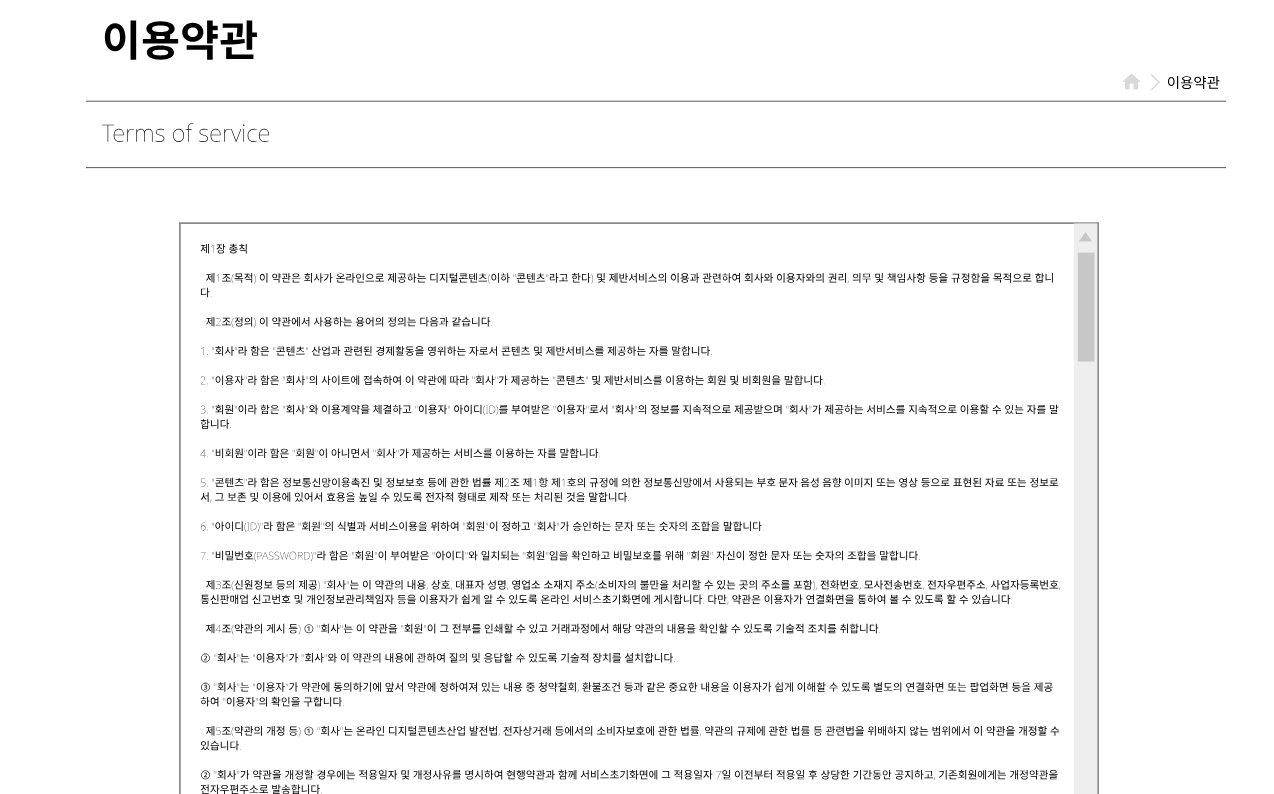 이용약관
이용약관
Terms of service
제1장 총칙
제1조(목적) 이 약관은 회사가 온라인으로 제공하는 디지털콘텐츠(이하 "콘텐츠"라고 한다) 및 제반서비스의 이용과 관련하여 회사와 이용자와의 권리, 의무 및 책임사항 등을 규정함을 목적으로 합니
다.
제2조(정의) 이 약관에서 사용하는 용어의 정의는 다음과 같습니다.
1. "회사"라 함은 "콘텐츠" 산업과 관련된 경제활동을 영위하는 자로서 콘텐츠 및 제반서비스를 제공하는 자를 말합니다.
2. "이용자"라 함은 "회사"의 사이트에 접속하여 이 약관에 따라 "회사"가 제공하는 "콘텐츠" 및 제반서비스를 이용하는 회원 및 비회원을 말합니다.
3. "회원"이라 함은 "회사"와 이용계약을 체결하고 "이용자" 아이디(ID)를 부여받은 "이용자"로서 "회사"의 정보를 지속적으로 제공받으며 "회사"가 제공하는 서비스를 지속적으로 이용할 수 있는 자를 말
합니다.
4. "비회원"이라 함은 "회원"이 아니면서 "회사"가 제공하는 서비스를 이용하는 자를 말합니다.
5. "콘텐츠"라 함은 정보통신망이용촉진 및 정보보호 등에 관한 법률 제2조 제1항 제1호의 규정에 의한 정보통신망에서 사용되는 부호 문자 음성 음향 이미지 또는 영상 등으로 표현된 자료 또는 정보로
서, 그 보존 및 이용에 있어서 효용을 높일 수 있도록 전자적 형태로 제작 또는 처리된 것을 말합니다.
6. "아이디(ID)"라 함은 "회원"의 식별과 서비스이용을 위하여 "회원"이 정하고 "회사"가 승인하는 문자 또는 숫자의 조합을 말합니다.
7. "비밀번호(PASSWORD)"라 함은 "회원"이 부여받은 "아이디"와 일치되는 "회원"임을 확인하고 비밀보호를 위해 "회원" 자신이 정한 문자 또는 숫자의 조합을 말합니다.
제3조(신원정보 등의 제공) "회사"는 이 약관의 내용, 상호, 대표자 성명, 영업소 소재지 주소(소비자의 불만을 처리할 수 있는 곳의 주소를 포함), 전화번호, 모사전송번호, 전자우편주소, 사업자등록번호,
통신판매업 신고번호 및 개인정보관리책임자 등을 이용자가 쉽게 알 수 있도록 온라인 서비스초기화면에 게시합니다. 다만, 약관은 이용자가 연결화면을 통하여 볼 수 있도록 할 수 있습니다.
제4조(약관의 게시 등) ① "회사"는 이 약관을 "회원"이 그 전부를 인쇄할 수 있고 거래과정에서 해당 약관의 내용을 확인할 수 있도록 기술적 조치를 취합니다.
② "회사"는 "이용자"가 "회사"와 이 약관의 내용에 관하여 질의 및 응답할 수 있도록 기술적 장치를 설치합니다.
③ "회사"는 "이용자"가 약관에 동의하기에 앞서 약관에 정하여져 있는 내용 중 청약철회, 환불조건 등과 같은 중요한 내용을 이용자가 쉽게 이해할 수 있도록 별도의 연결화면 또는 팝업화면 등을 제공
하여 "이용자"의 확인을 구합니다.
제5조(약관의 개정 등) ① "회사"는 온라인 디지털콘텐츠산업 발전법, 전자상거래 등에서의 소비자보호에 관한 법률, 약관의 규제에 관한 법률 등 관련법을 위배하지 않는 범위에서 이 약관을 개정할 수
있습니다.
② "회사"가 약관을 개정할 경우에는 적용일자 및 개정사유를 명시하여 현행약관과 함께 서비스초기화면에 그 적용일자 7일 이전부터 적용일 후 상당한 기간동안 공지하고, 기존회원에게는 개정약관을
전자우편주소로 발송합니다.